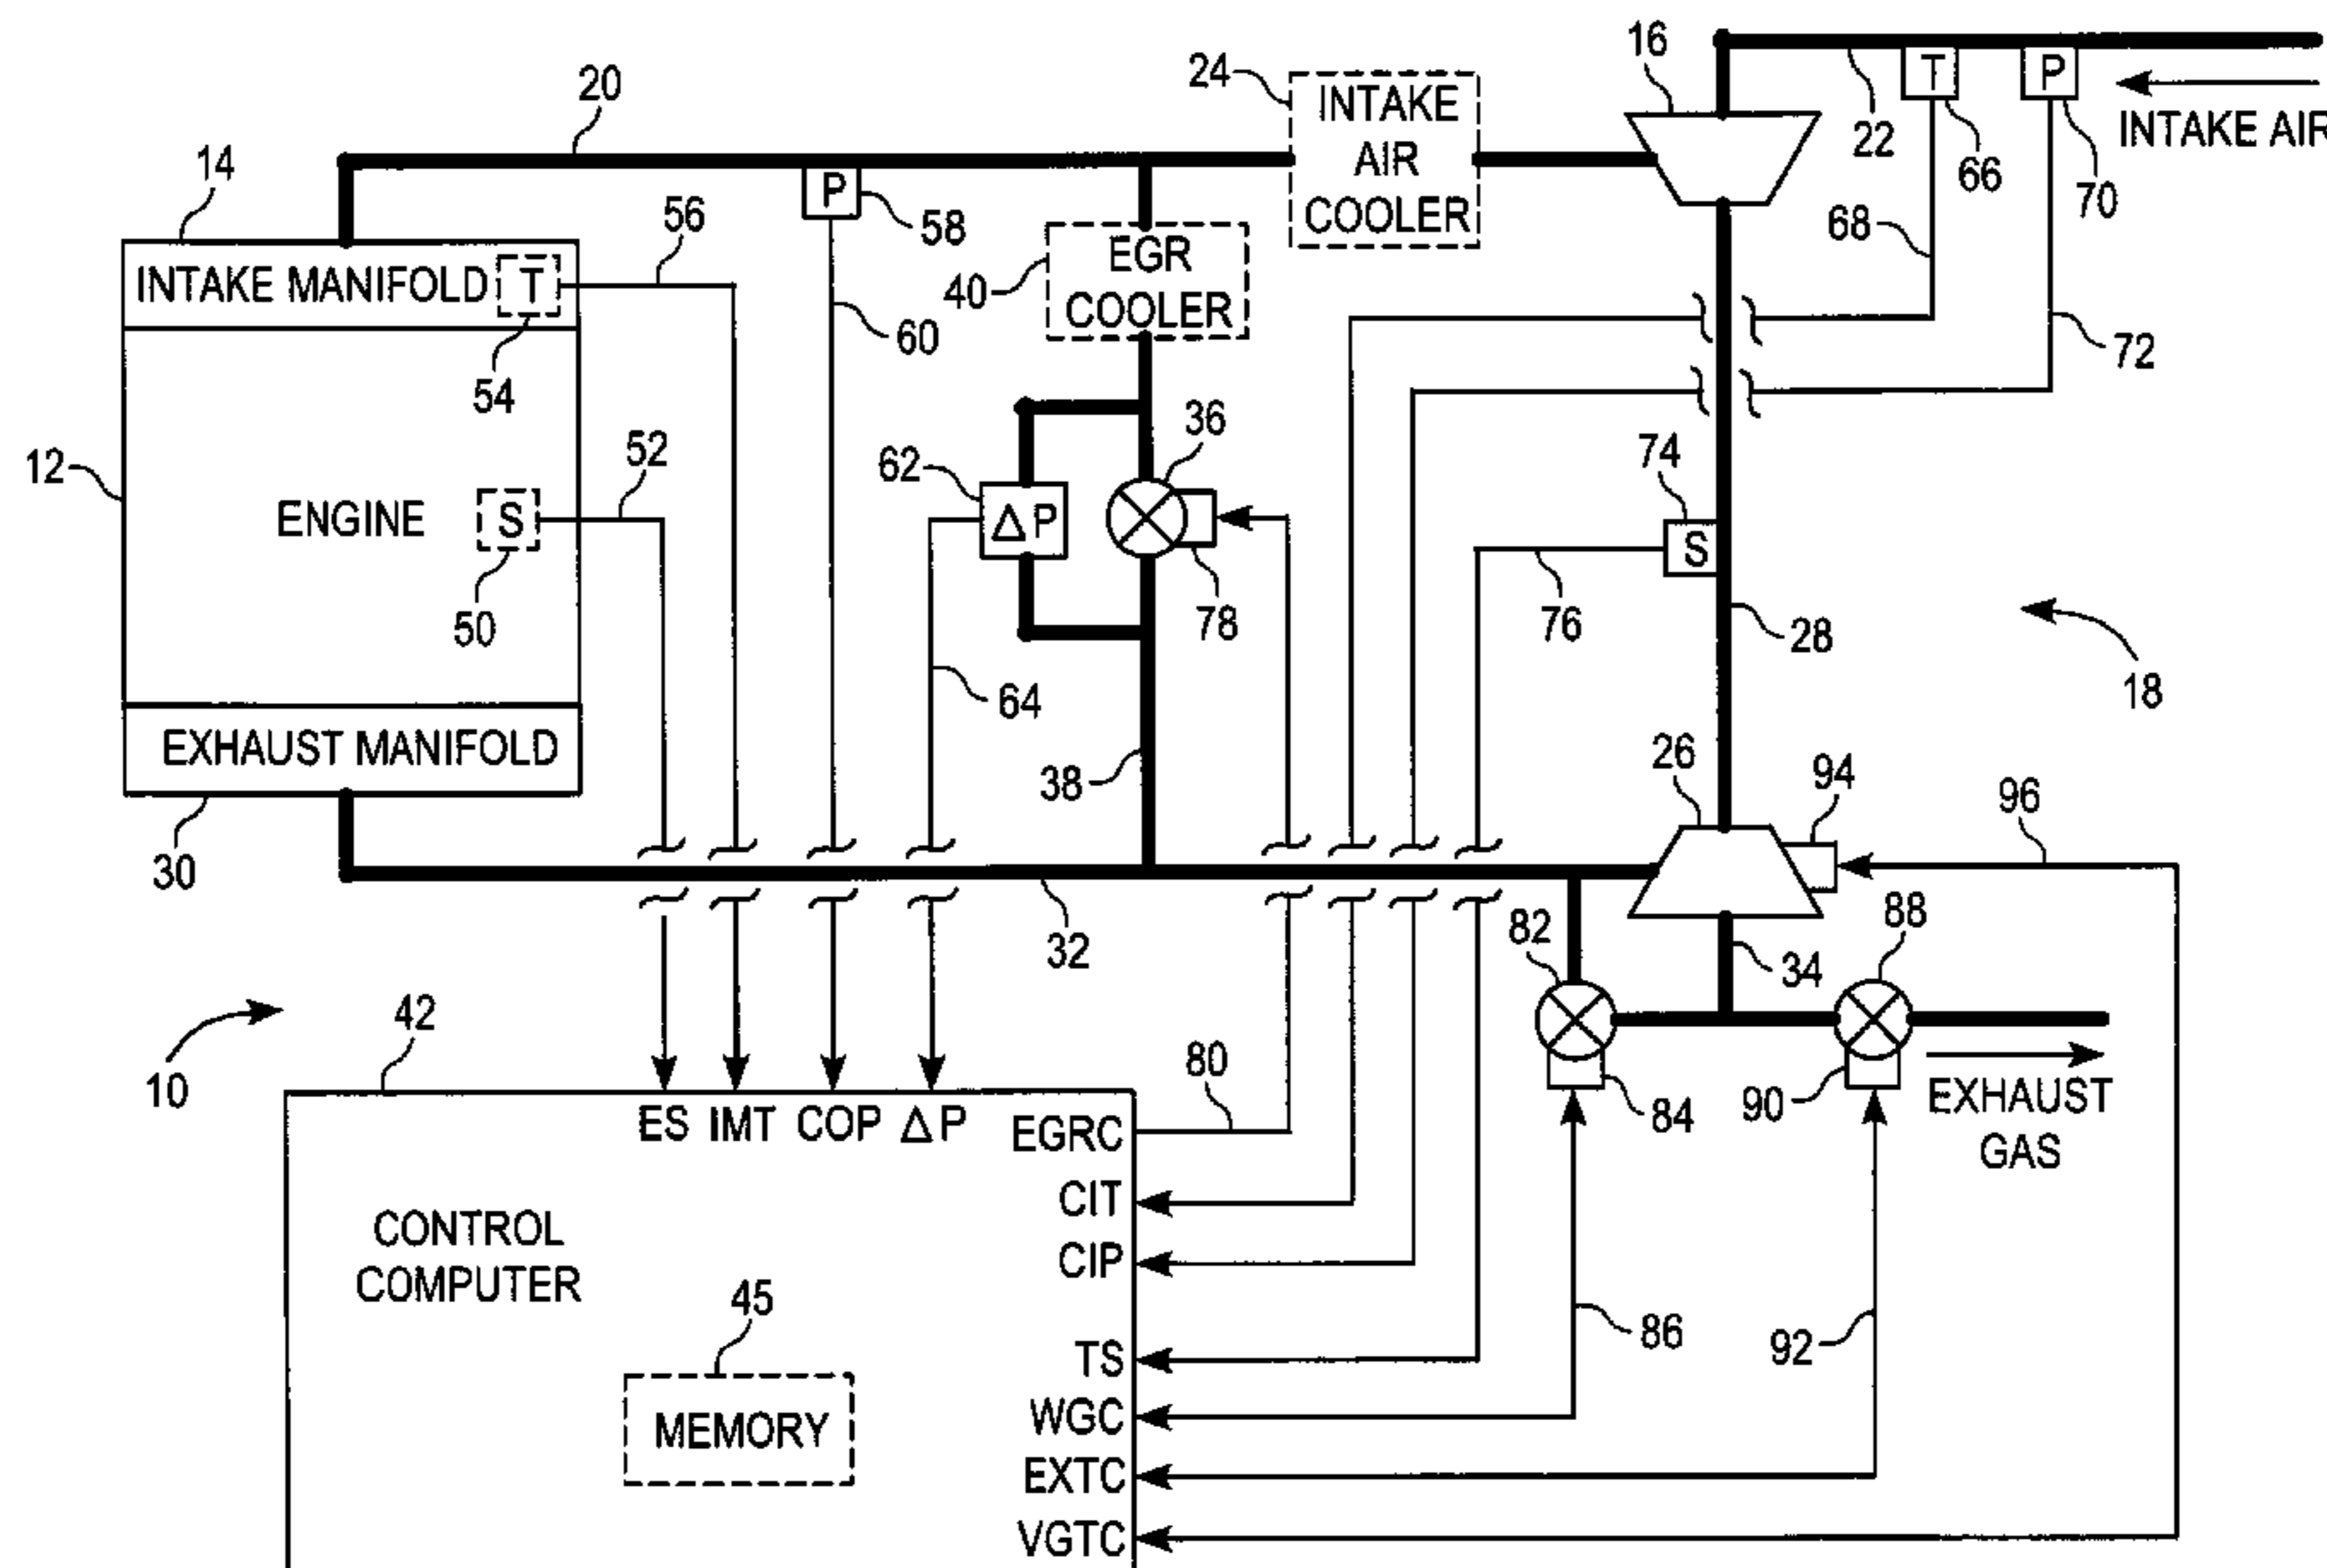 16
T
P
INTAKE AIR
22
66
70
20
24
INTAKE
AIR
COOLER
14
P
58
56
68
INTAKE MANIFOLD
T
40
EGR
COOLER
60
72
54
36
12
52
62
74
ENGINE
S
Δ P
S
50
78
76
28
64
18
EXHAUST MANIFOLD
38
26
94
96
30
32
82
88
34
10
42
80
84
90
EXHAUST
GAS
ES IMT COP Δ P
EGRC
CIT
CIP
TS
WGC
EXTC
VGTC
CONTROL
COMPUTER
45
MEMORY
86
92